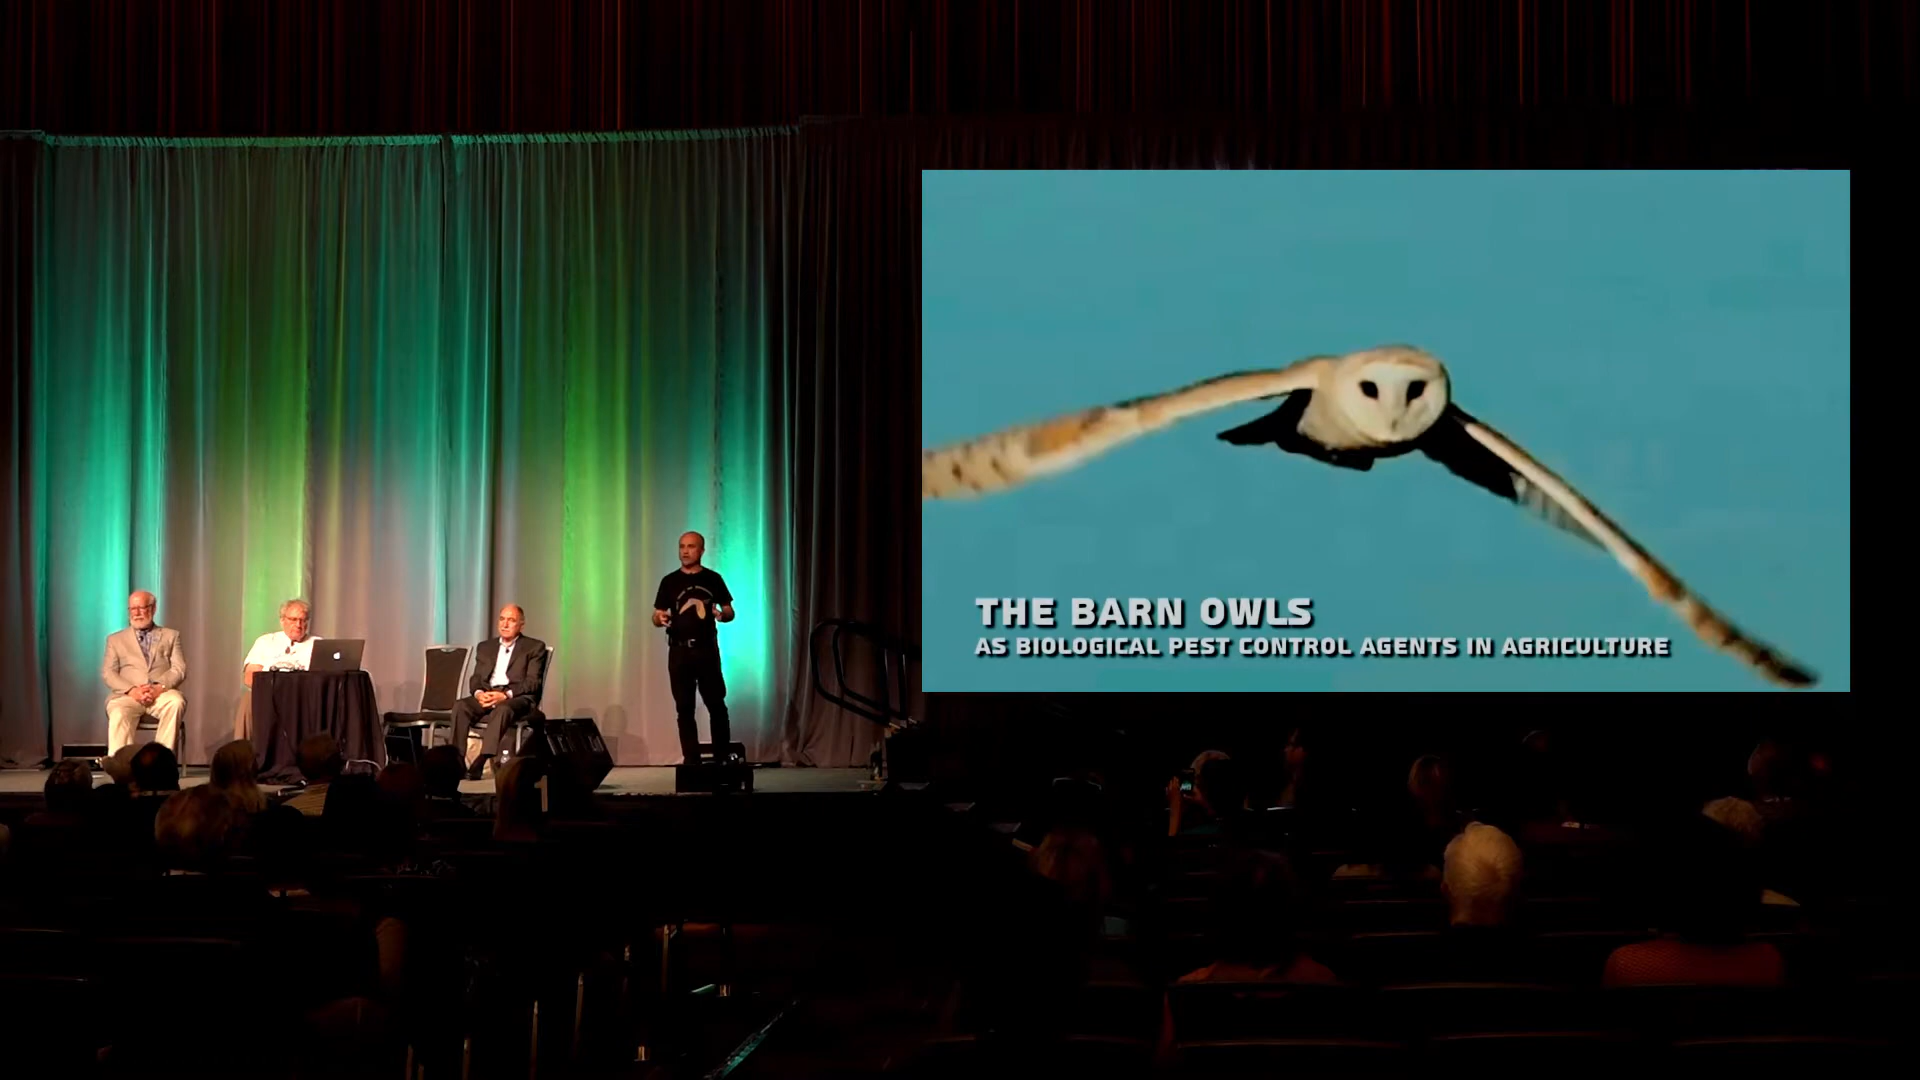 THE BARN OWLS
AS BIOLOGICAL PEST CONTROL AGENTS IN AGRICULTURE